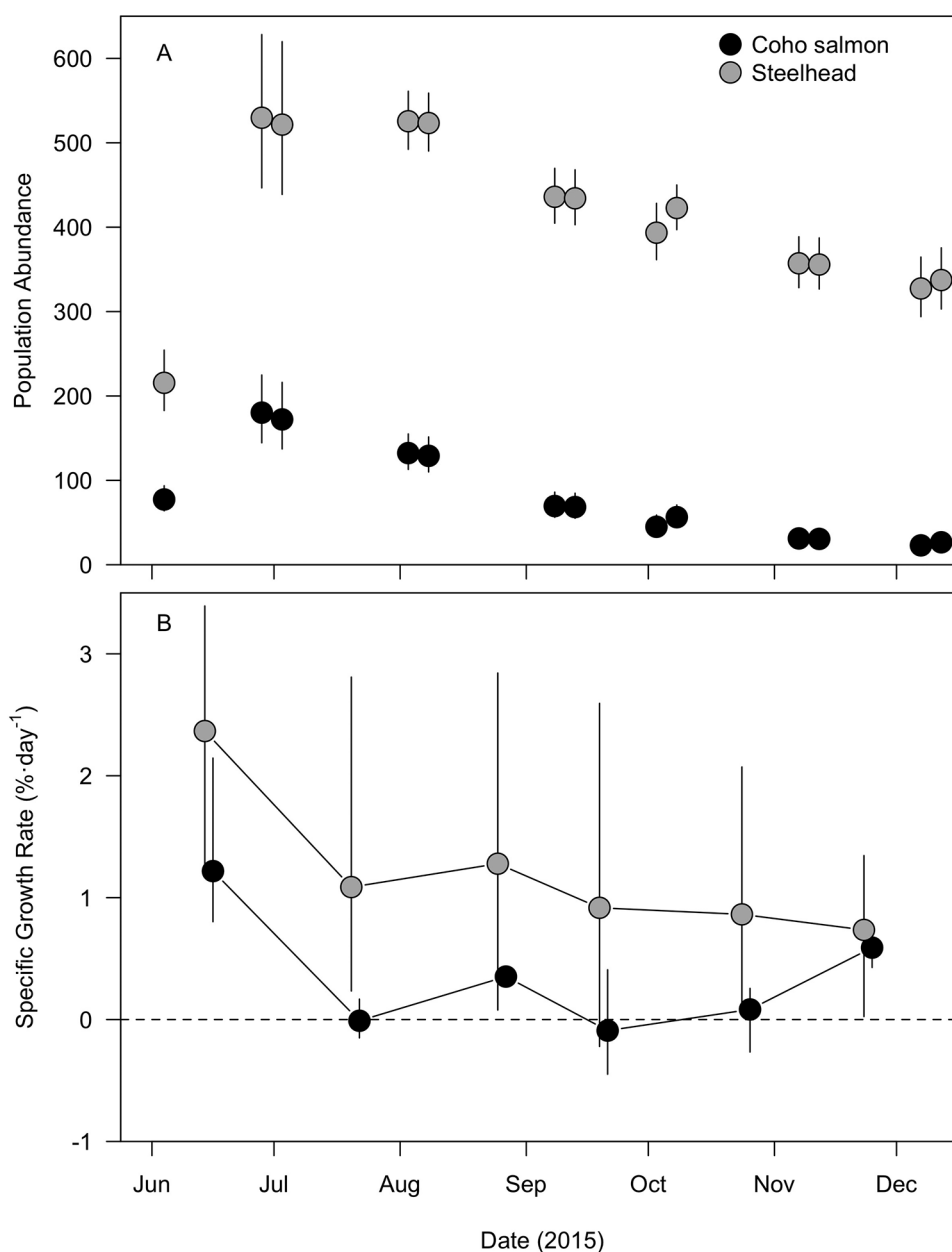 A
Coho salmon
Steelhead
Population Abundance
600
500
400
300
200
100
0
B
Specific Growth Rate (%·day⁻¹)
3
2
1
0
-1
Jun Jul Aug Sep Oct Nov Dec
Date (2015)